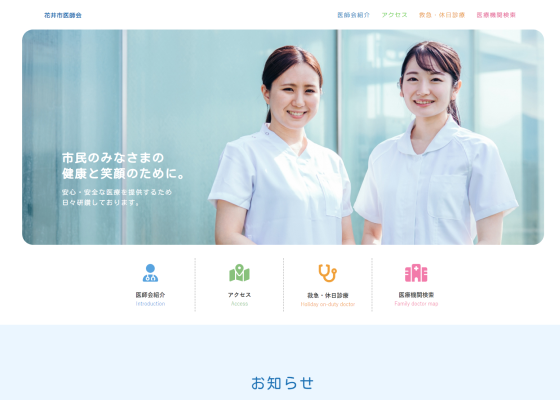 花井市医師会
医師会紹介 アクセス 救急・休日診療 医療機関検索
市民のみなさまの
健康と笑顔のために。
安心・安全な医療を提供するため
日々研鑽しております。
医師会紹介 アクセス 救急・休日診療 医療機関検索
Introduction Access Holiday on-duty doctor Family doctor map
お知らせ